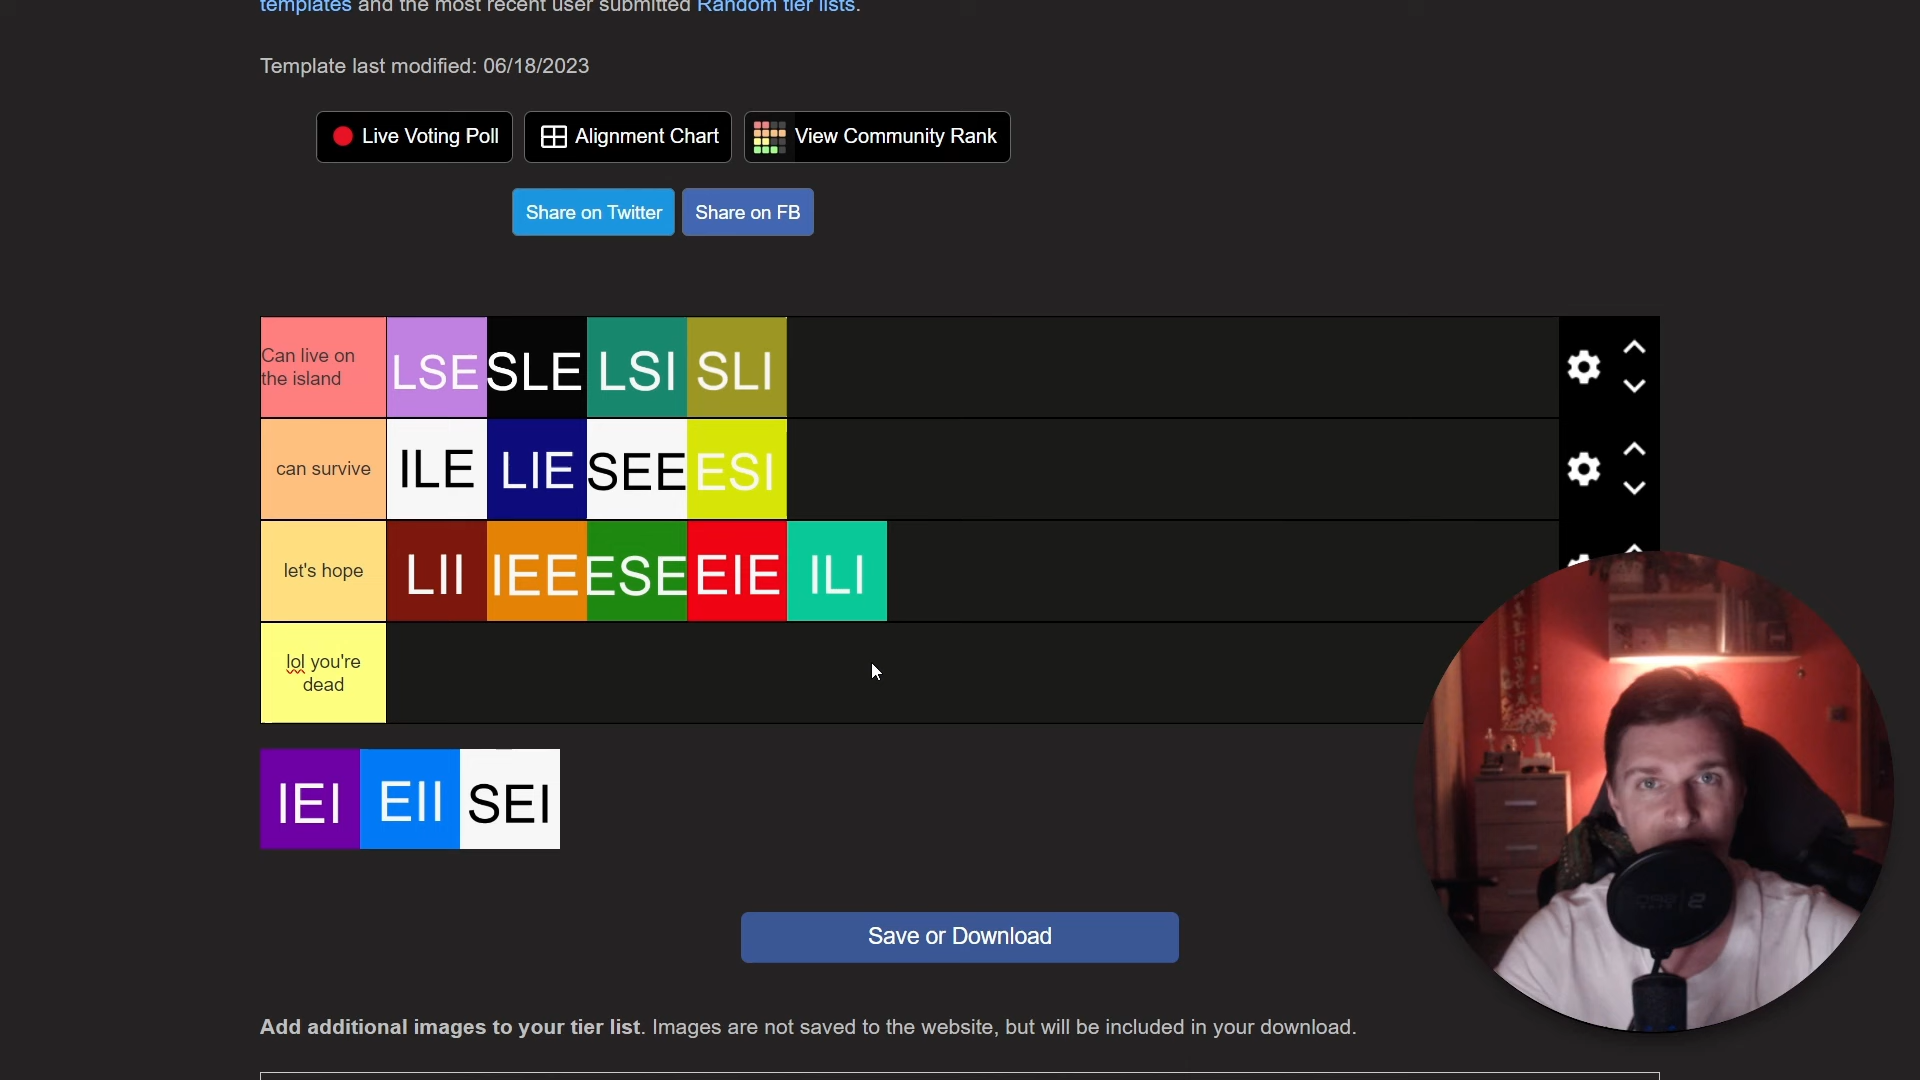 templates and the most recent user submitted Random tier lists.
Template last modified: 06/18/2023
Live Voting Poll
Alignment Chart
View Community Rank
Share on Twitter
Share on FB
Can live on
the island
LSE
SLE
LSI
SLI
can survive
ILE
LIE
SEE
ESI
let's hope
LII
IEE
ESE
EIE
ILI
lol you're
dead
IEI
EII
SEI
Save or Download
Add additional images to your tier list. Images are not saved to the website, but will be included in your download.